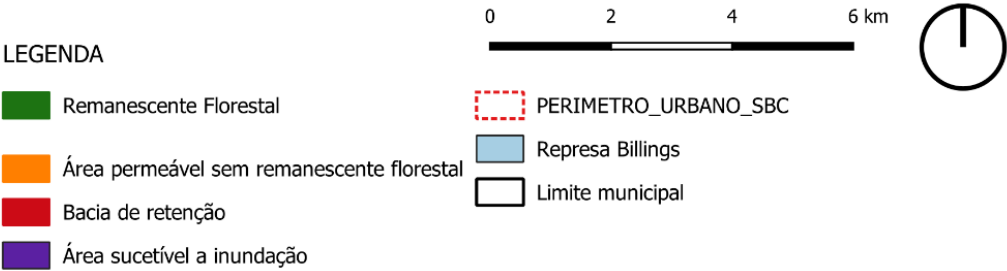 0 2 4 6 km
LEGENDA
Remanescente Florestal
Área permeável sem remanescente florestal
Bacia de retenção
Área sucetível a inundação
PERIMETRO_URBANO_SBC
Represa Billings
Limite municipal